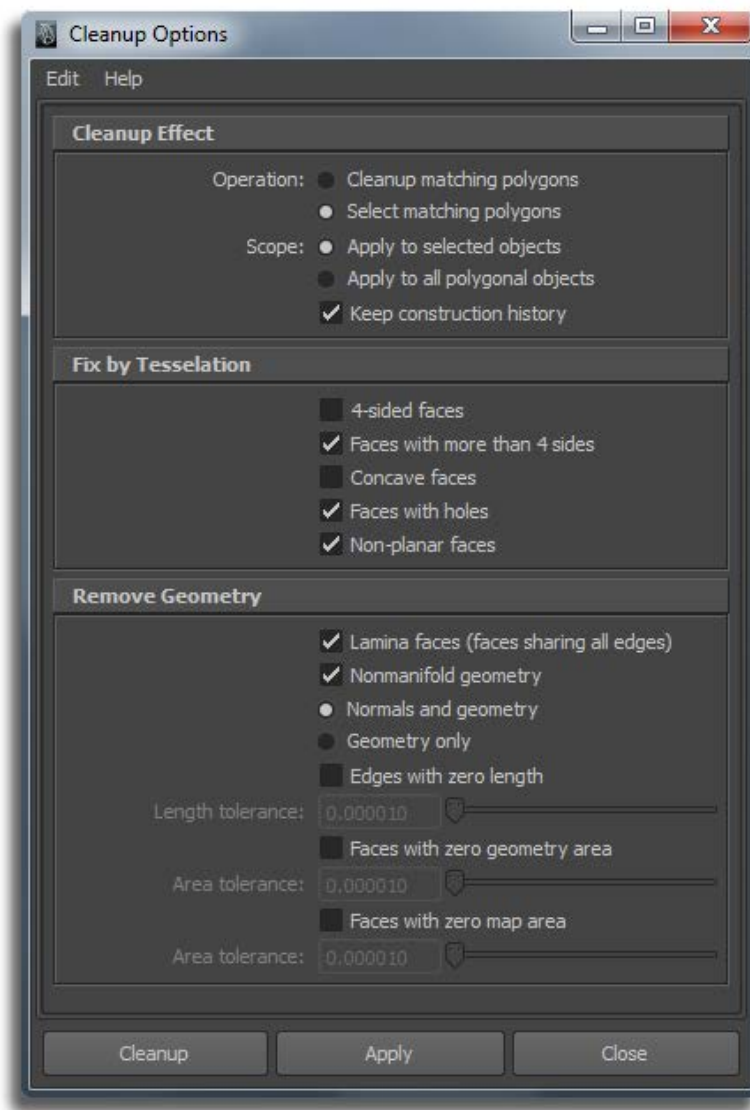 Cleanup Options
Edit Help
Cleanup Effect
Operation: Cleanup matching polygons
Select matching polygons
Scope: Apply to selected objects
Apply to all polygonal objects
Keep construction history
Fix by Tesselation
4-sided faces
Faces with more than 4 sides
Concave faces
Faces with holes
Non-planar faces
Remove Geometry
Lamina faces (faces sharing all edges)
Nonmanifold geometry
Normals and geometry
Geometry only
Edges with zero length
Length tolerance: 0.000010
Faces with zero geometry area
Area tolerance: 0.000010
Faces with zero map area
Area tolerance: 0.000010
Cleanup Apply Close